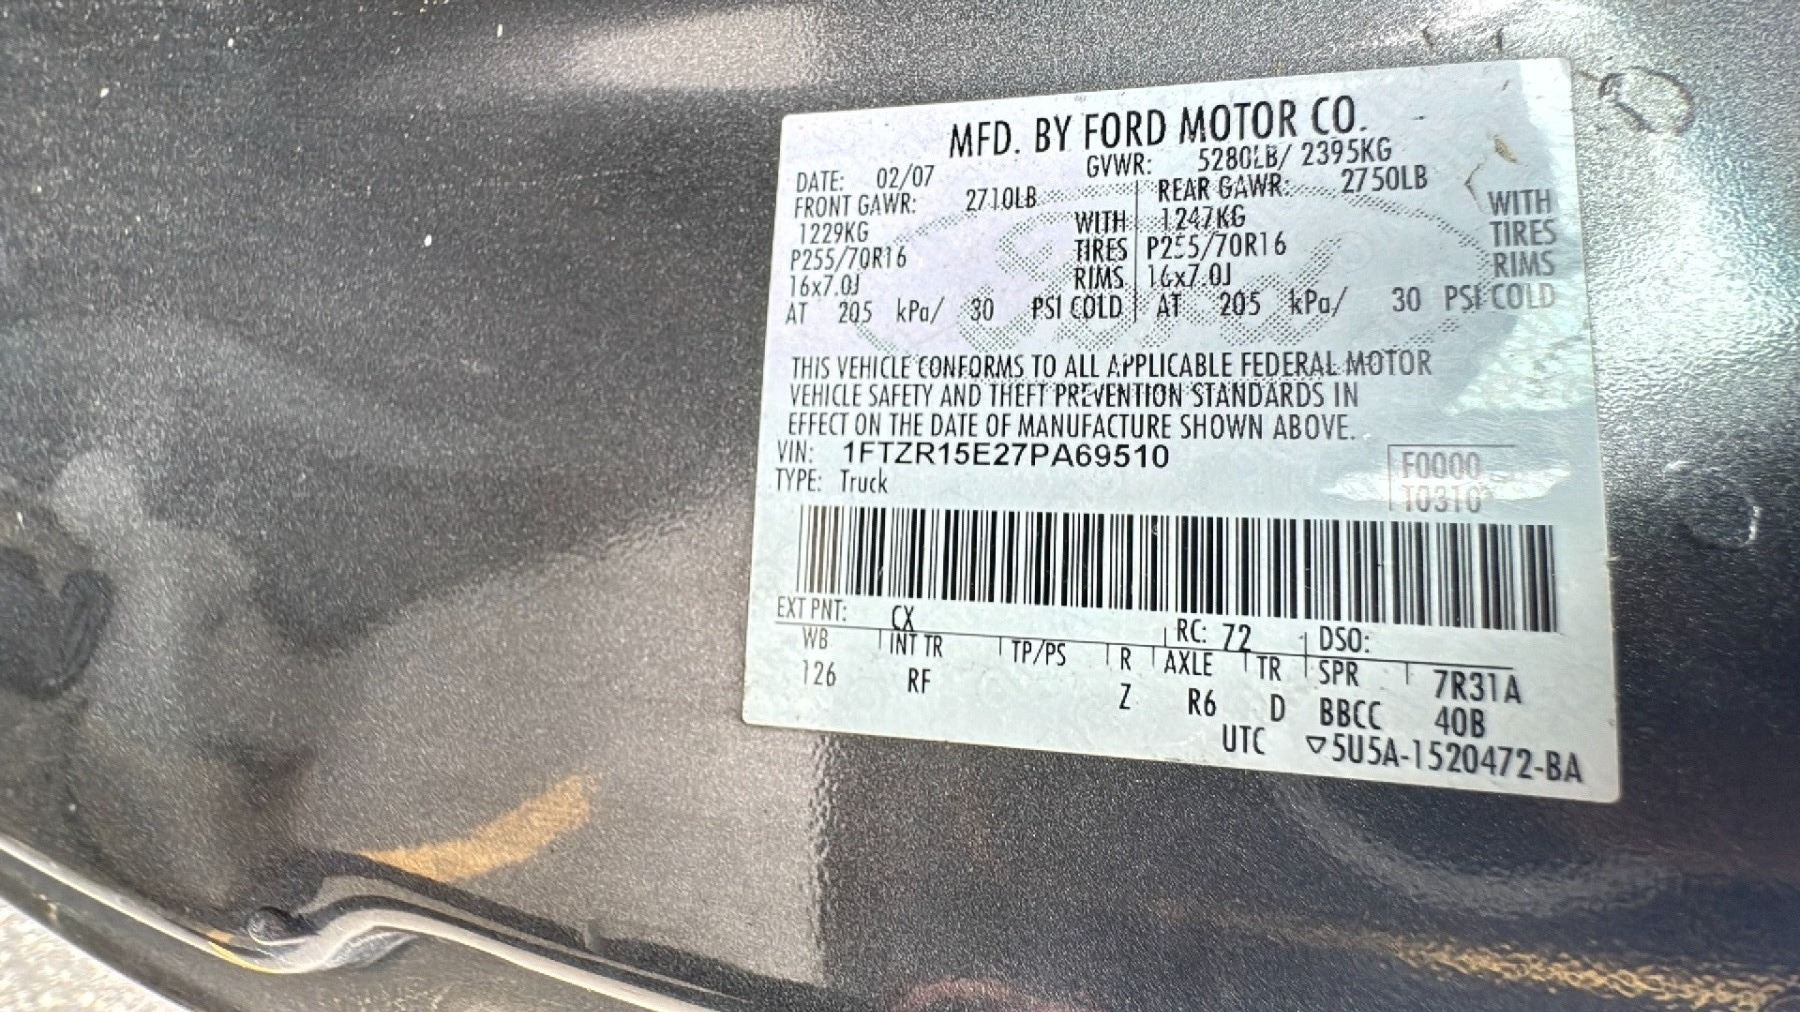 MFD. BY FORD MOTOR CO.
DATE: 02/07 GVWR: 5280LB/ 2395KG
FRONT GAWR: 2710LB REAR GAWR: 2750LB
1229KG WITH 1247KG WITH
P255/70R16 TIRES P255/70R16 TIRES
16x7.0J RIMS 16x7.0J RIMS
AT 205 kPa/ 30 PSI COLD AT 205 kPa/ 30 PSI COLD
THIS VEHICLE CONFORMS TO ALL APPLICABLE FEDERAL MOTOR
VEHICLE SAFETY AND THEFT PREVENTION STANDARDS IN
EFFECT ON THE DATE OF MANUFACTURE SHOWN ABOVE.
VIN: 1FTZR15E27PA69510
TYPE: Truck
F0000
T0310
EXT PNT: CX RC: 72 DSO:
WB INT TR TP/PS R AXLE TR SPR 7R31A
126 RF Z R6 D BBCC 40B
UTC ▽5U5A-1520472-BA